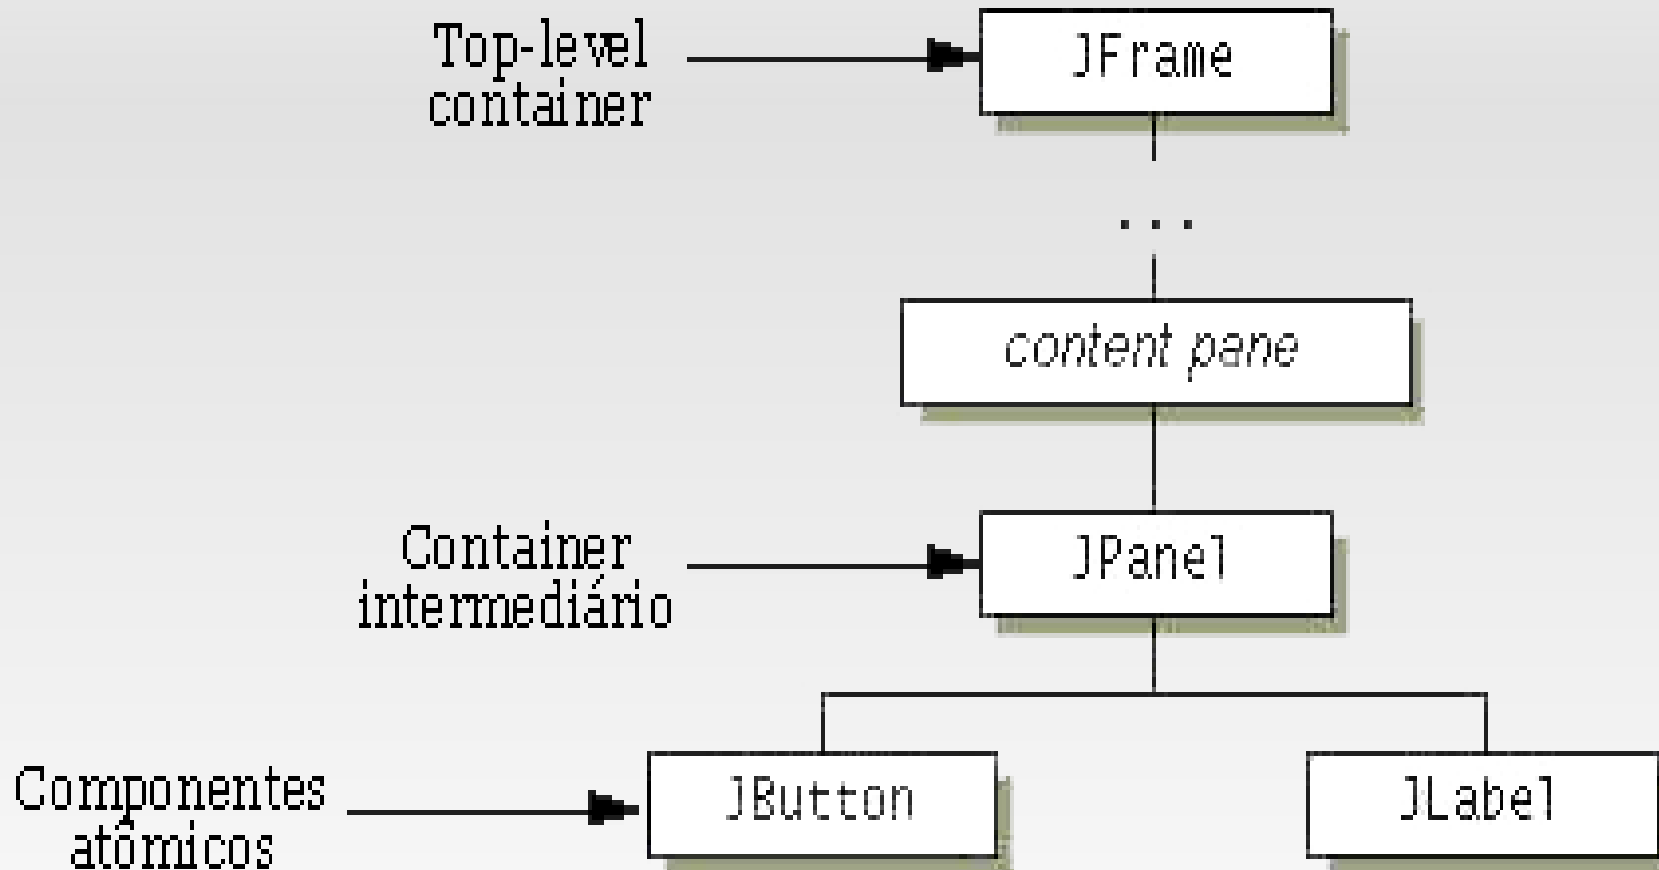 Top-level
container
JFrame
. . .
content pane
Container
intermediário
JPanel
Componentes
atômicos
JButton
JLabel